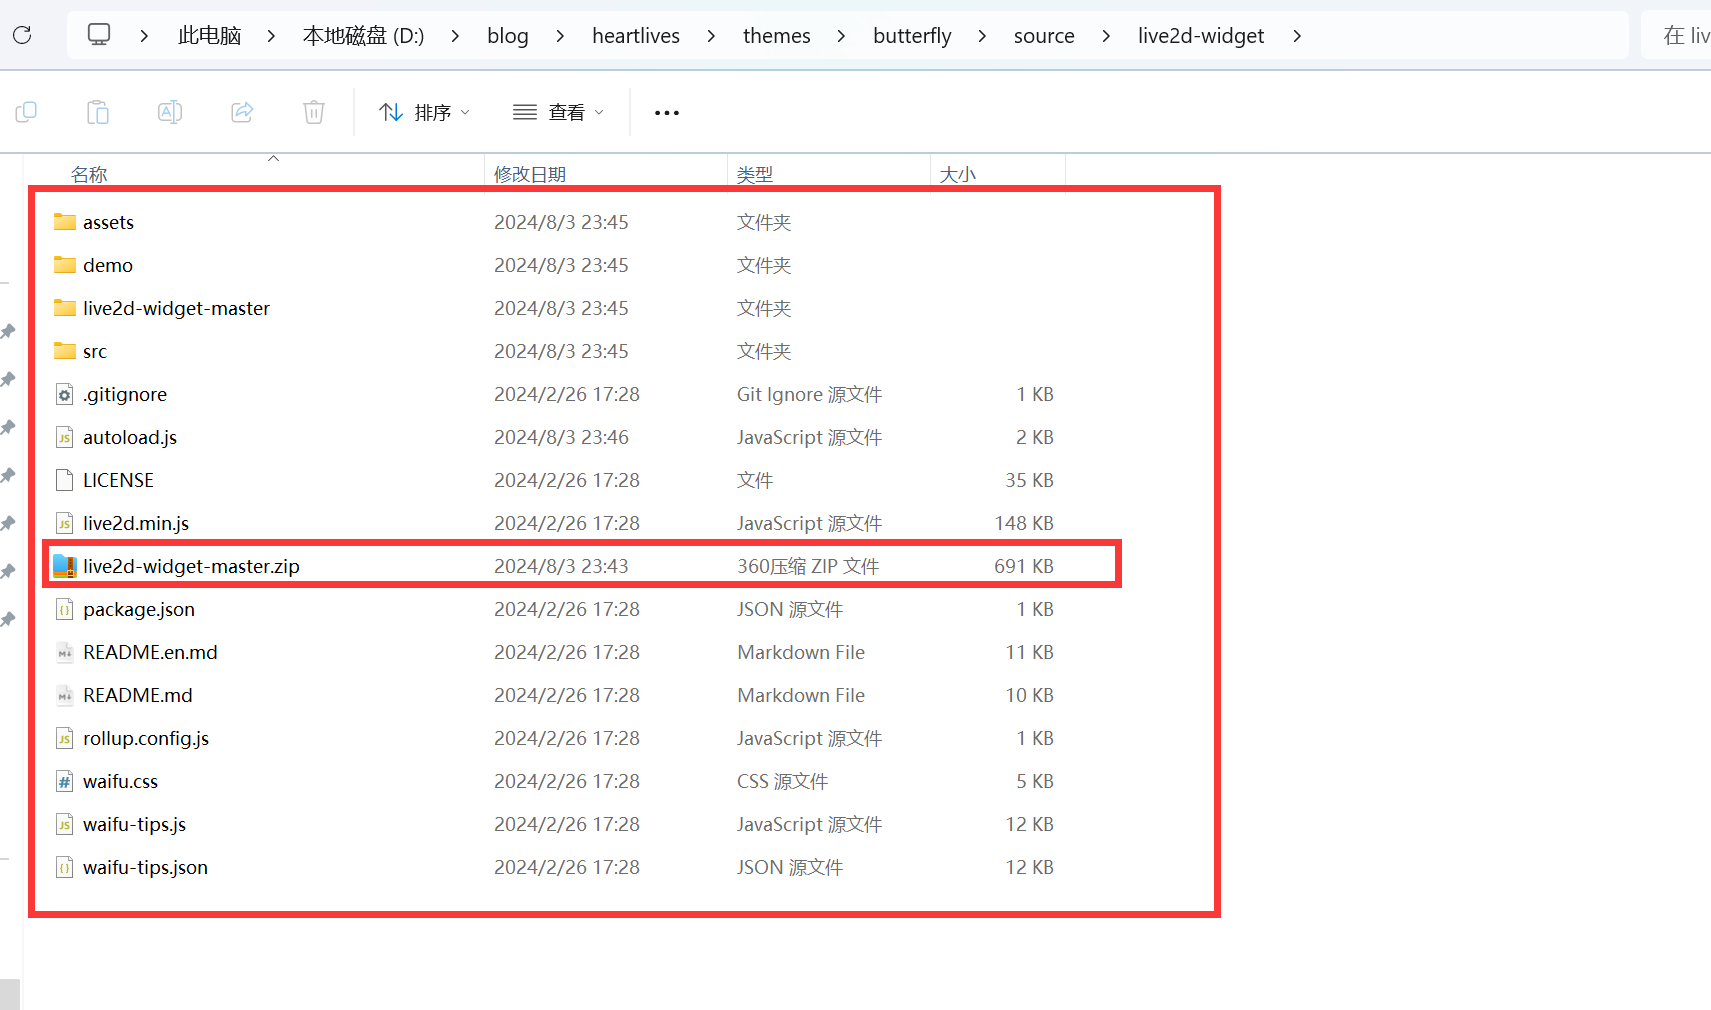 此电脑 本地磁盘 (D:) blog heartlives themes butterfly source live2d-widget 在 liv
排序 查看
名称 修改日期 类型 大小
assets 2024/8/3 23:45 文件夹
demo 2024/8/3 23:45 文件夹
live2d-widget-master 2024/8/3 23:45 文件夹
src 2024/8/3 23:45 文件夹
.gitignore 2024/2/26 17:28 Git Ignore 源文件 1 KB
autoload.js 2024/8/3 23:46 JavaScript 源文件 2 KB
LICENSE 2024/2/26 17:28 文件 35 KB
live2d.min.js 2024/2/26 17:28 JavaScript 源文件 148 KB
live2d-widget-master.zip 2024/8/3 23:43 360压缩 ZIP 文件 691 KB
package.json 2024/2/26 17:28 JSON 源文件 1 KB
README.en.md 2024/2/26 17:28 Markdown File 11 KB
README.md 2024/2/26 17:28 Markdown File 10 KB
rollup.config.js 2024/2/26 17:28 JavaScript 源文件 1 KB
waifu.css 2024/2/26 17:28 CSS 源文件 5 KB
waifu-tips.js 2024/2/26 17:28 JavaScript 源文件 12 KB
waifu-tips.json 2024/2/26 17:28 JSON 源文件 12 KB